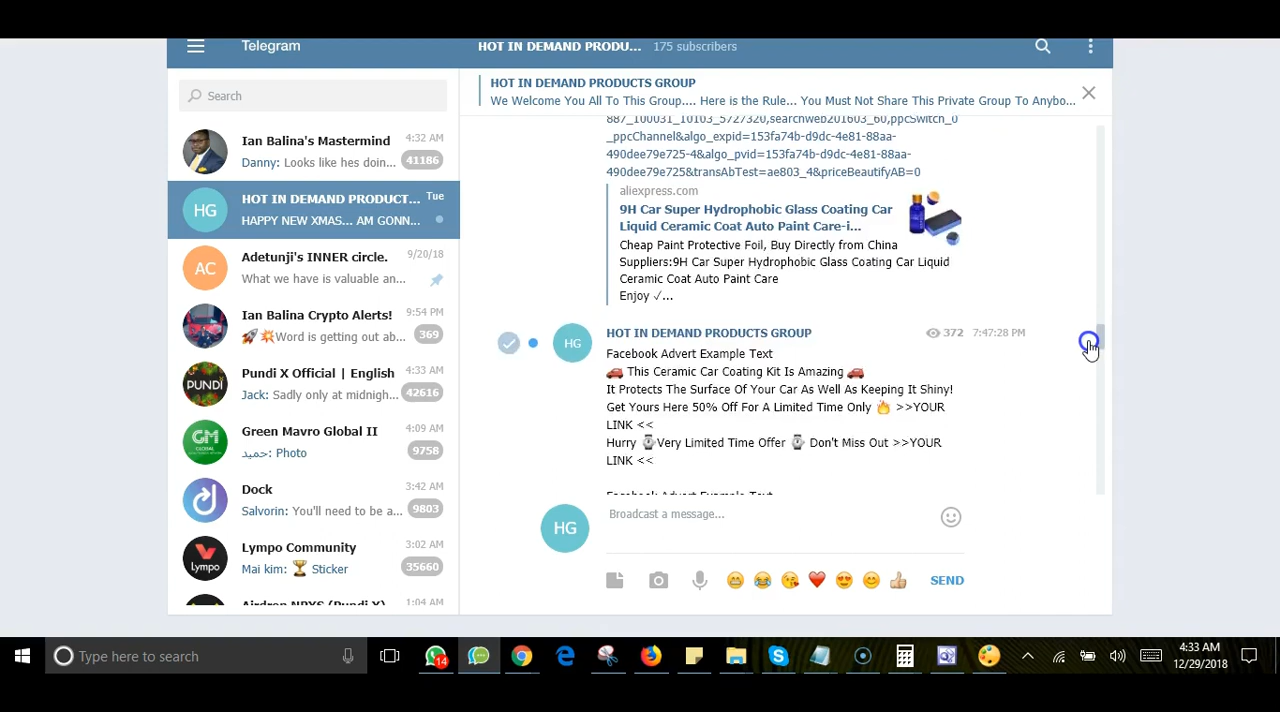 Telegram
HOT IN DEMAND PRODU... 175 subscribers
Search
HOT IN DEMAND PRODUCTS GROUP
We Welcome You All To This Group.... Here is the Rule... You Must Not Share This Private Group To Anybo...
Ian Balina's Mastermind 4:32 AM
Danny: Looks like hes doin... 41186
HOT IN DEMAND PRODUCT... Tue
HG
HAPPY NEW XMAS... AM GONN...
Adetunji's INNER circle. 9/20/18
AC
What we have is valuable an...
Ian Balina Crypto Alerts! 9:54 PM
🚀💥Word is getting out ab... 369
Pundi X Official | English 4:33 AM
PUNDI
Jack: Sadly only at midnigh... 42616
Green Mavro Global II 4:09 AM
GM
GLOBAL
حمید: Photo 9758
Dock 3:42 AM
Salvorin: You'll need to be a... 9803
Lympo Community 3:02 AM
Lympo
Mai kim: 🏆 Sticker 35660
Airdrop NPXS (Pundi X) 1:04 AM
887_100031_10103_5727320,searchweb201603_60,ppcSwitch_0
_ppcChannel&algo_expid=153fa74b-d9dc-4e81-88aa-
490dee79e725-4&algo_pvid=153fa74b-d9dc-4e81-88aa-
490dee79e725&transAbTest=ae803_4&priceBeautifyAB=0
aliexpress.com
9H Car Super Hydrophobic Glass Coating Car
Liquid Ceramic Coat Auto Paint Care-i...
Cheap Paint Protective Foil, Buy Directly from China
Suppliers:9H Car Super Hydrophobic Glass Coating Car Liquid
Ceramic Coat Auto Paint Care
Enjoy ✓...
HG
HOT IN DEMAND PRODUCTS GROUP 372 7:47:28 PM
Facebook Advert Example Text
🚗 This Ceramic Car Coating Kit Is Amazing 🚗
It Protects The Surface Of Your Car As Well As Keeping It Shiny!
Get Yours Here 50% Off For A Limited Time Only 🔥 >>YOUR
LINK <<
Hurry ⌚Very Limited Time Offer ⌚ Don't Miss Out >>YOUR
LINK <<
Facebook Advert Example Text
HG
Broadcast a message...
SEND
Type here to search
14
4:33 AM
12/29/2018